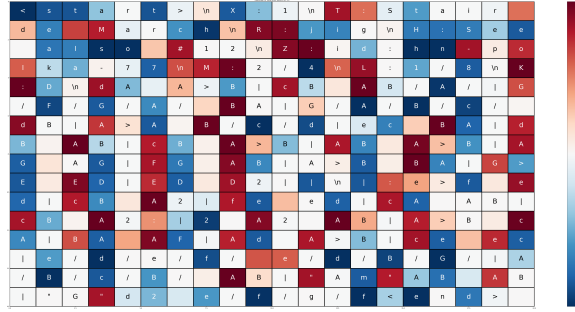 < s t a r t > \n X : 1 \n T : S t a i r
d e M a r c h \n R : j i g \n H : S e e
a l s o # 1 2 \n Z : i d : h n - p o
l k a - 7 7 \n M : 2 / 4 \n L : 1 / 8 \n K
: D \n d A A > B | c B A B / A / | G
/ F / G / A / B A | G / A / B / c /
d B | A > A B / c / d | e c B A | d
B A B | c B A > B | A B A > B | A
G A G | F G A B | A > B B A | G >
E E D | E D D 2 | | \n | : e > f e
d | c B | A 2 | f e e d | c A A B |
c B A 2 : | 2 A 2 A B | A > B c
A | B A A F | A d A > B | c e e c
| e / d / e / f / e / d / B / G / | A
/ B / c / B / A B | " A m " A B A B
| " G " d 2 e / f / g / f < e n d >